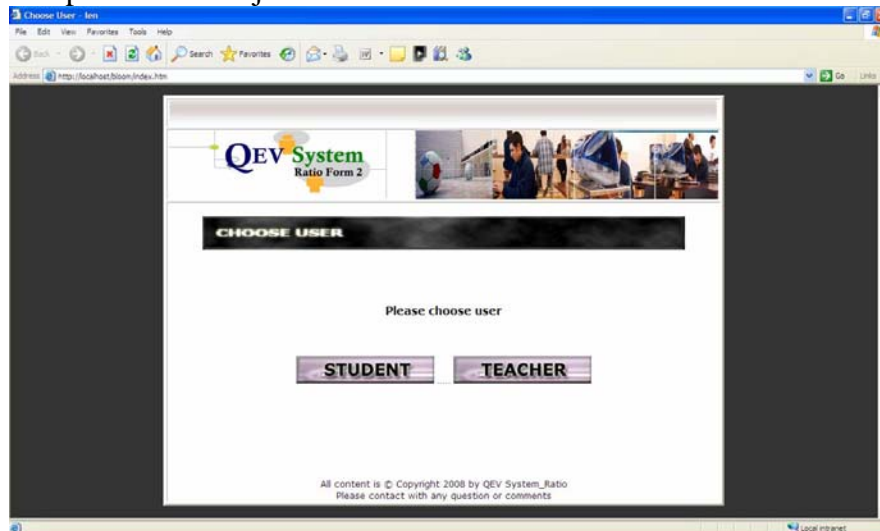 Choose User - Ien
File Edit View Favorites Tools Help
Back Search Favorites
Address http://localhost/bloom/index.htm Go Links
QEV System
Ratio Form 2
CHOOSE USER
Please choose user
STUDENT TEACHER
All content is © Copyright 2008 by QEV System_Ratio
Please contact with any question or comments
Local intranet